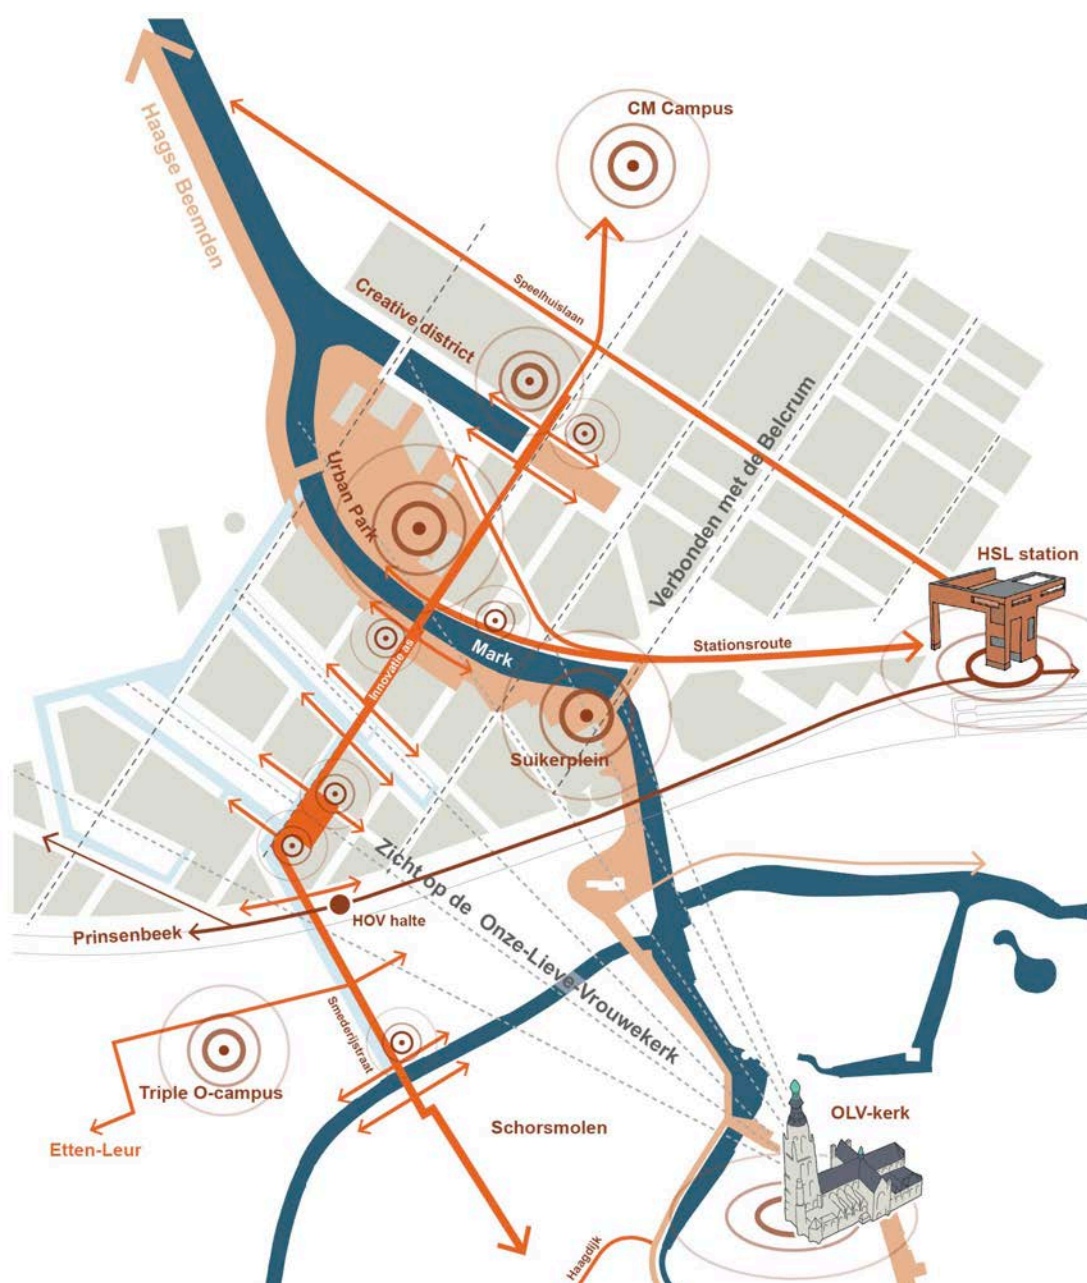 CM Campus
Haagse Beemden
Speelhuislaan
Creative district
Verbonden met de Belcrum
Urban Park
HSL station
Mark
Stationsroute
Innovatie as
Suikerplein
Zicht op de Onze-Lieve-Vrouwekerk
HOV halte
Prinsenbeek
Smederijstraat
Triple O-campus
OLV-kerk
Schorsmolen
Etten-Leur
Haagdijk